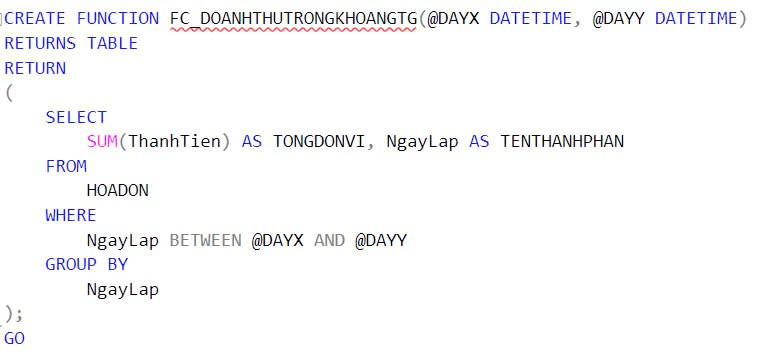 CREATE FUNCTION FC_DOANHTHUTRONGKHOANGTG(@DAYX DATETIME, @DAYY DATETIME)
RETURNS TABLE
RETURN
(
SELECT
SUM(ThanhTien) AS TONGDONVI, NgayLap AS TENTHANHPHAN
FROM
HOADON
WHERE
NgayLap BETWEEN @DAYX AND @DAYY
GROUP BY
NgayLap
);
GO